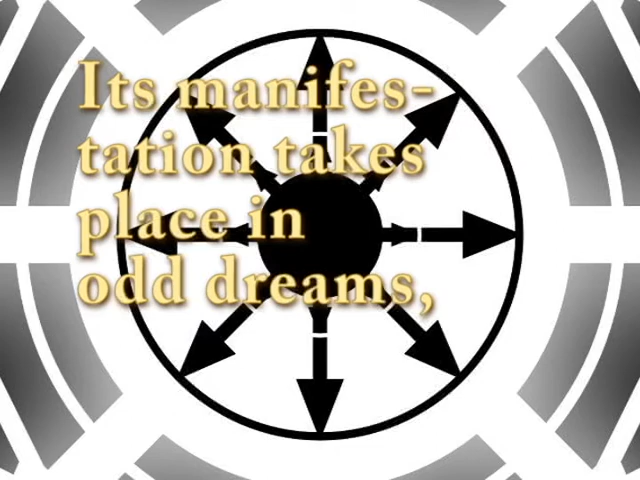 Its manifes-
tation takes
place in
odd dreams,